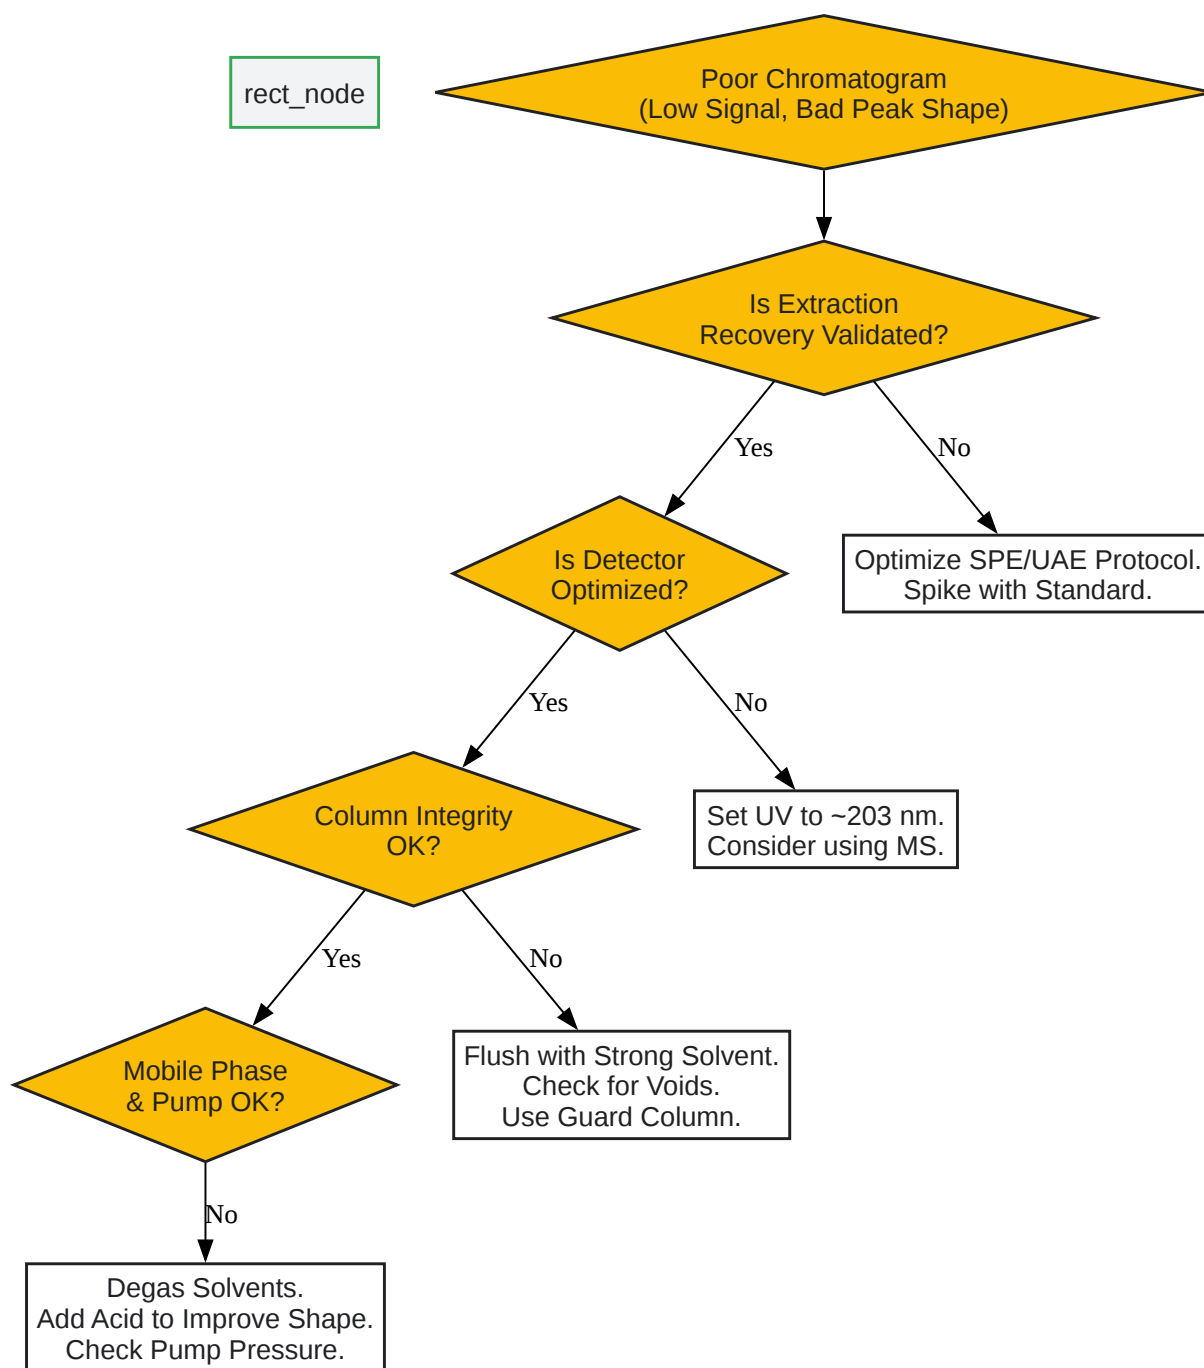 rect_node
Poor Chromatogram
(Low Signal, Bad Peak Shape)
Is Extraction
Recovery Validated?
Yes
No
Is Detector
Optimized?
Optimize SPE/UAE Protocol.
Spike with Standard.
Yes
No
Column Integrity
OK?
Set UV to ~203 nm.
Consider using MS.
Yes
No
Mobile Phase
& Pump OK?
Flush with Strong Solvent.
Check for Voids.
Use Guard Column.
No
Degas Solvents.
Add Acid to Improve Shape.
Check Pump Pressure.